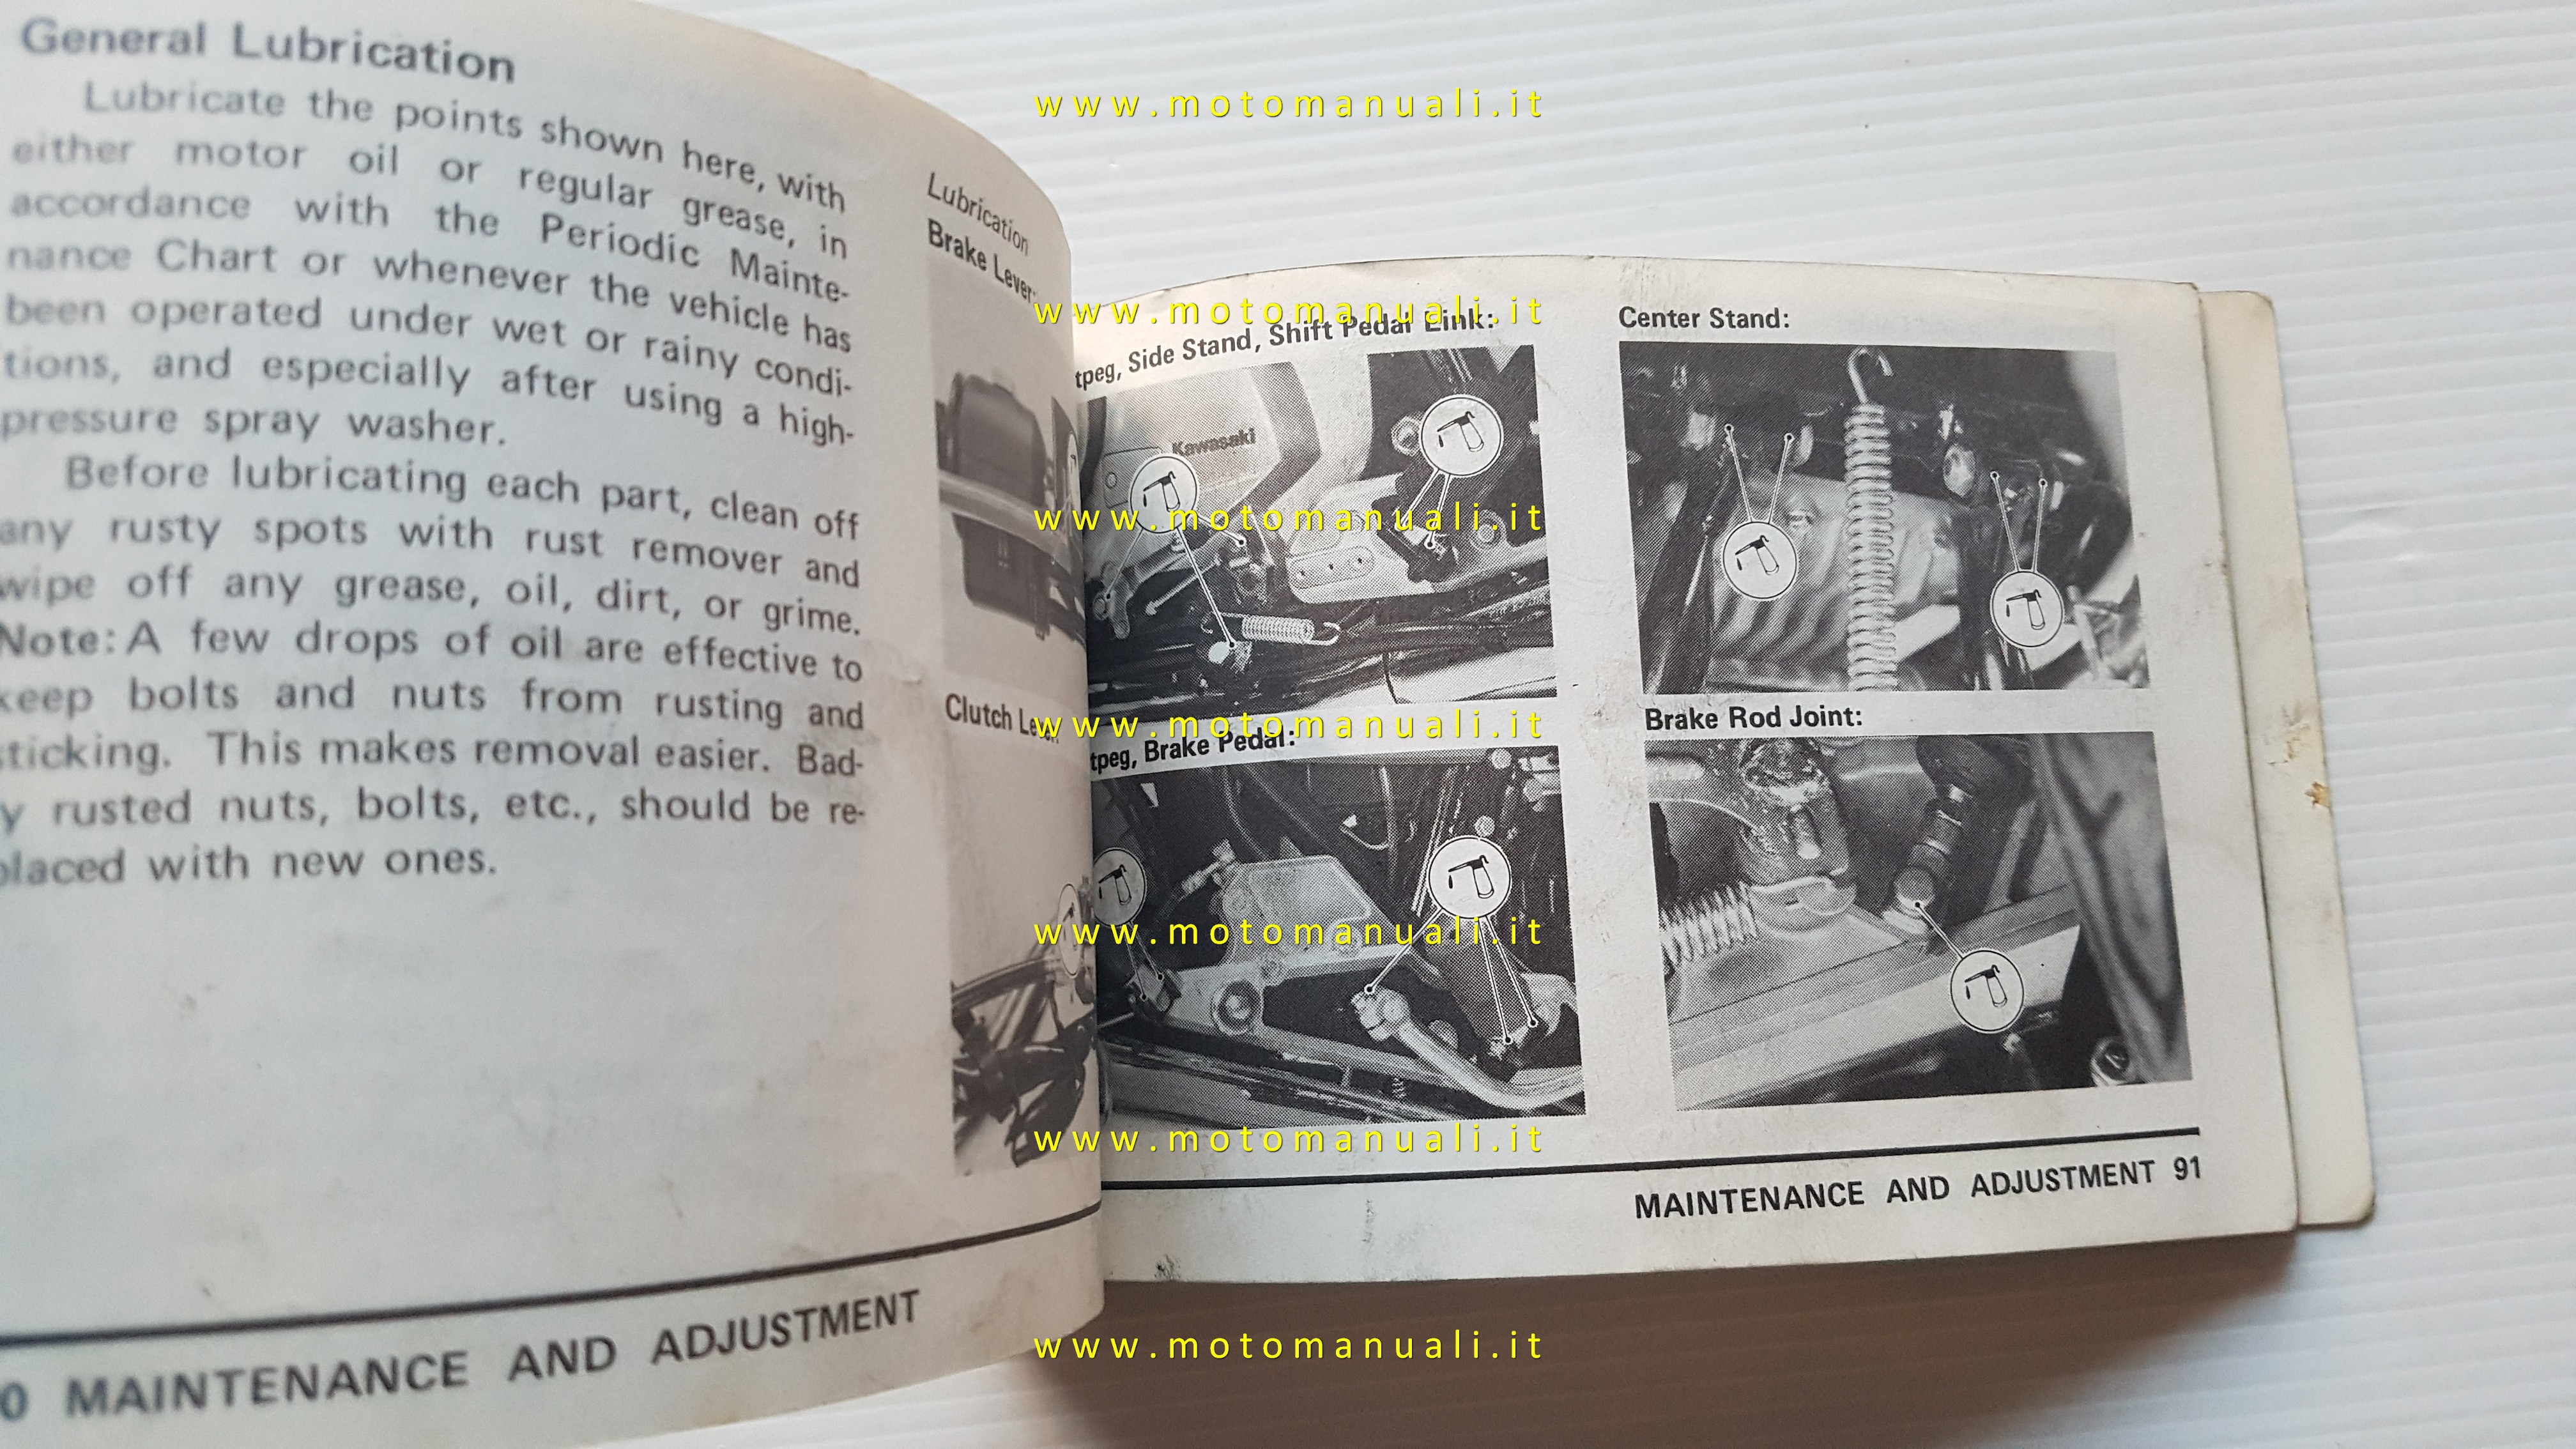 General Lubrication
Lubricate the points shown here, with
either motor oil or regular grease, in
accordance with the Periodic Mainte-
nance Chart or whenever the vehicle has
been operated under wet or rainy condi-
tions, and especially after using a high-
pressure spray washer.
Before lubricating each part, clean off
any rusty spots with rust remover and
wipe off any grease, oil, dirt, or grime.
Note: A few drops of oil are effective to
keep bolts and nuts from rusting and
sticking. This makes removal easier. Bad-
y rusted nuts, bolts, etc., should be re-
placed with new ones.
Lubrication
Brake Lever:
Clutch Lever:
0 MAINTENANCE AND ADJUSTMENT
tpeg, Side Stand, Shift Pedal Link:
Kawasaki
tpeg, Brake Pedal:
Center Stand:
Brake Rod Joint:
MAINTENANCE AND ADJUSTMENT 91
www.motomanuali.it
www.motomanuali.it
www.motomanuali.it
www.motomanuali.it
www.motomanuali.it
www.motomanuali.it
www.motomanuali.it